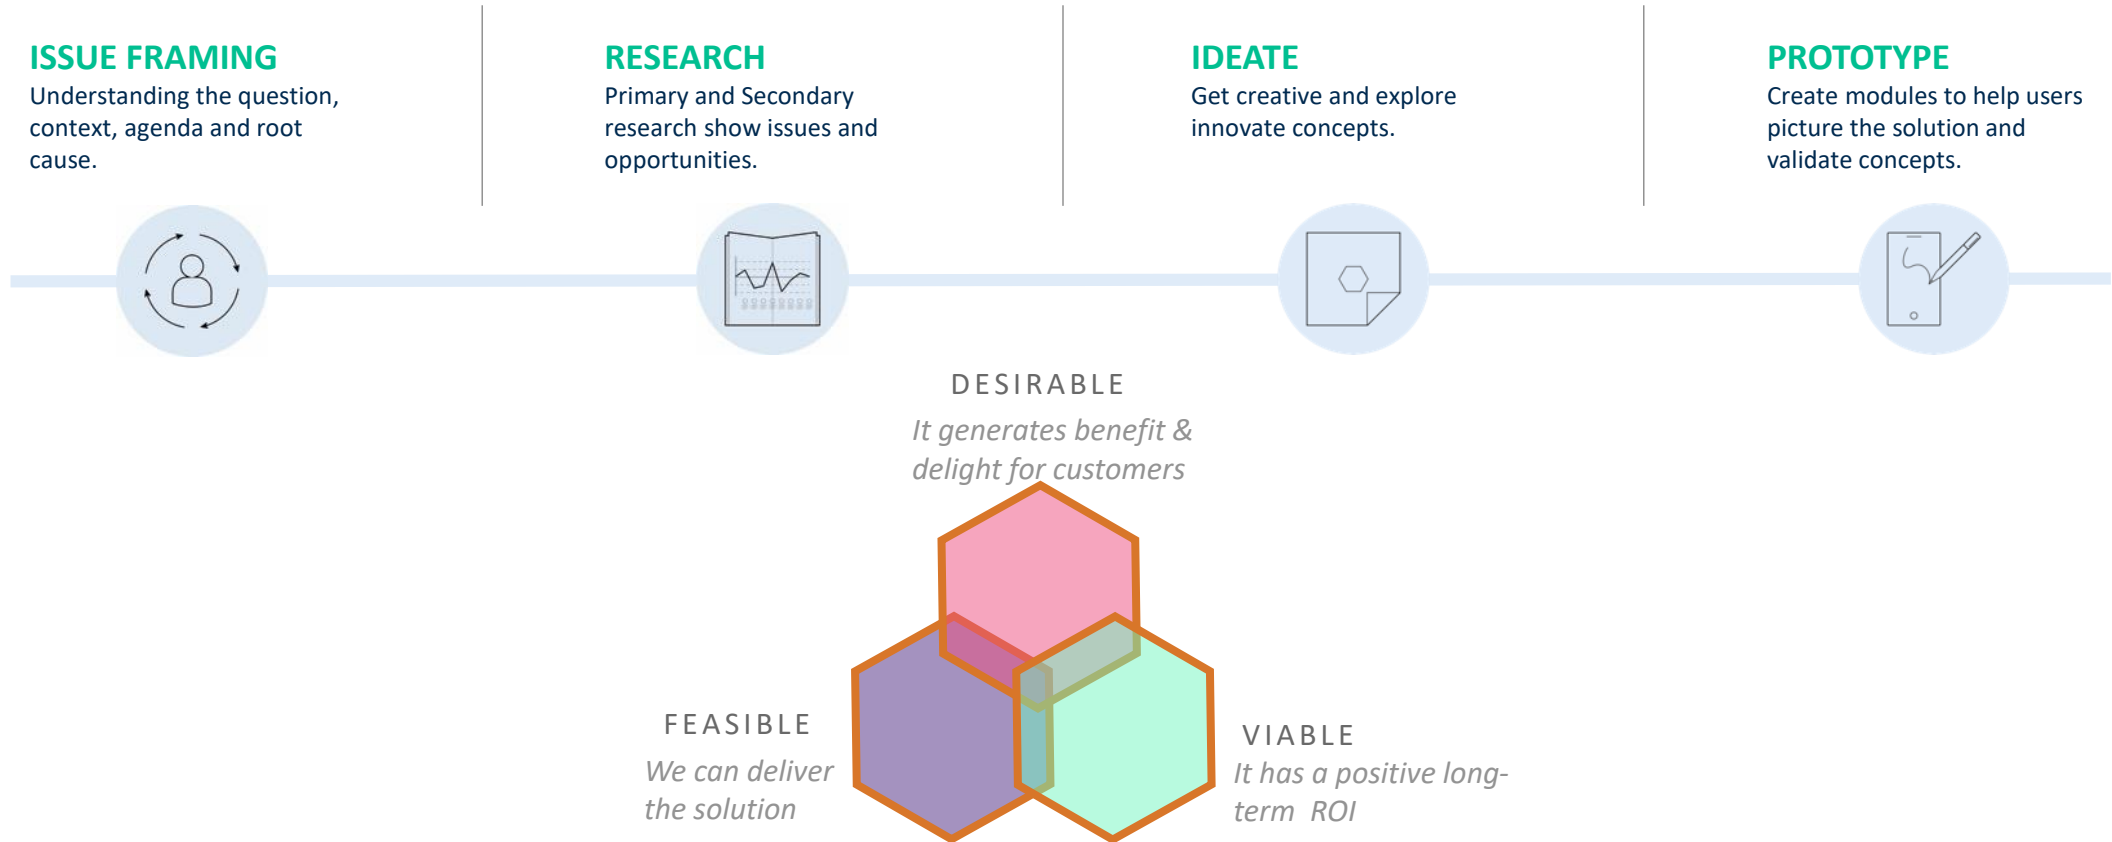 ISSUE FRAMING
Understanding the question,
context, agenda and root
cause.
RESEARCH
Primary and Secondary
research show issues and
opportunities.
IDEATE
Get creative and explore
innovate concepts.
PROTOTYPE
Create modules to help users
picture the solution and
validate concepts.
DESIRABLE
It generates benefit &
delight for customers
FEASIBLE
We can deliver
the solution
VIABLE
It has a positive long-
term ROI